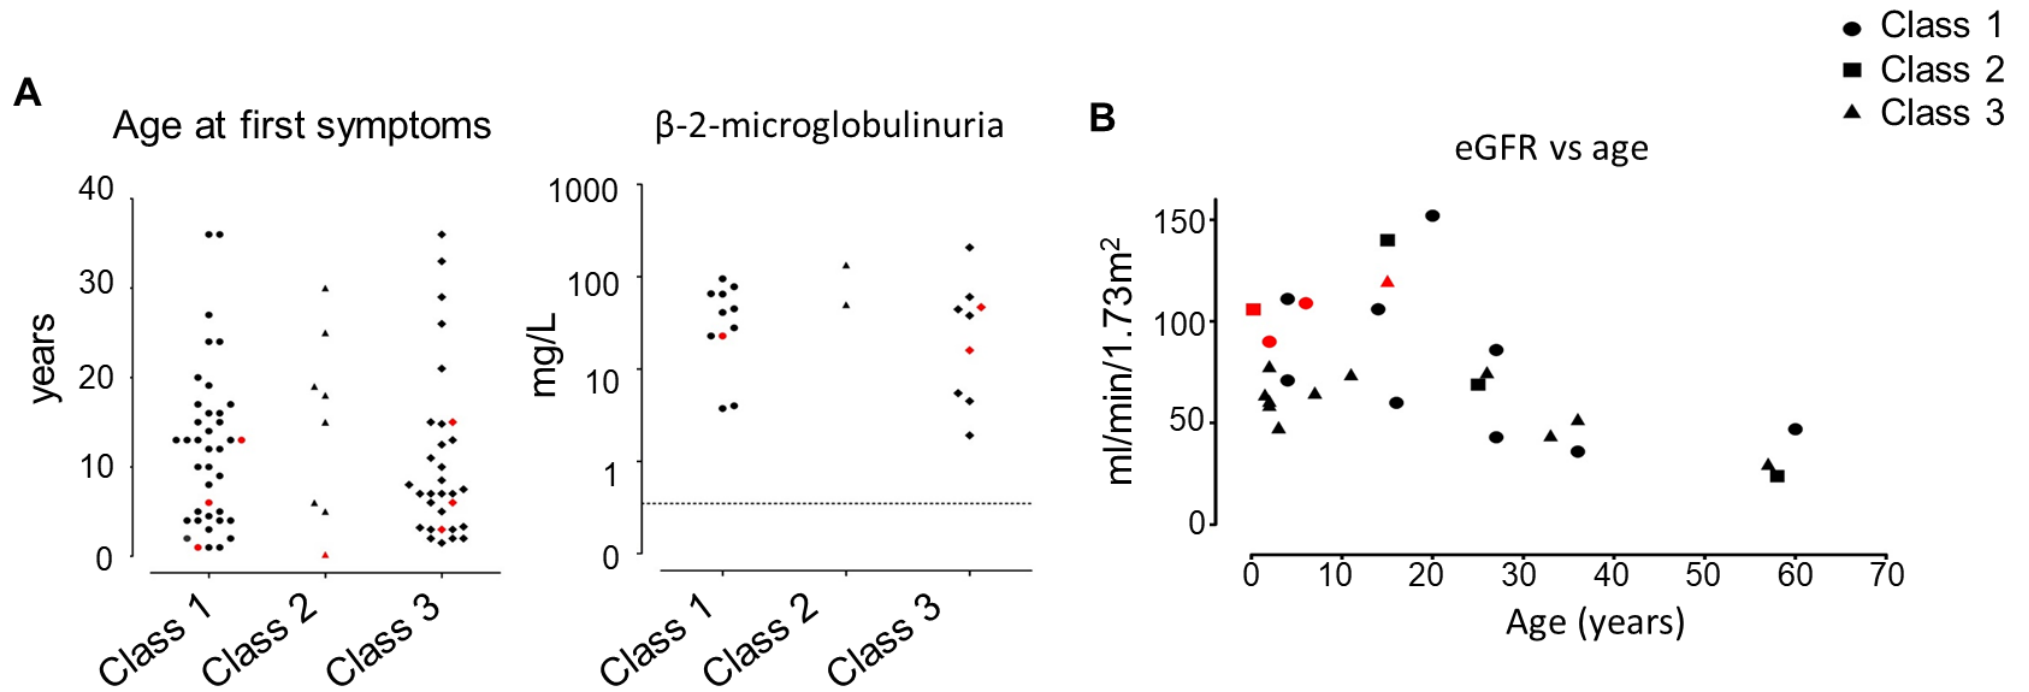 A
Age at first symptoms
years
40
30
20
10
0
Class 1
Class 2
Class 3
β-2-microglobulinuria
mg/L
1000
100
10
1
0
Class 1
Class 2
Class 3
B
Class 1
Class 2
Class 3
eGFR vs age
ml/min/1.73m²
150
100
50
0
0 10 20 30 40 50 60 70
Age (years)